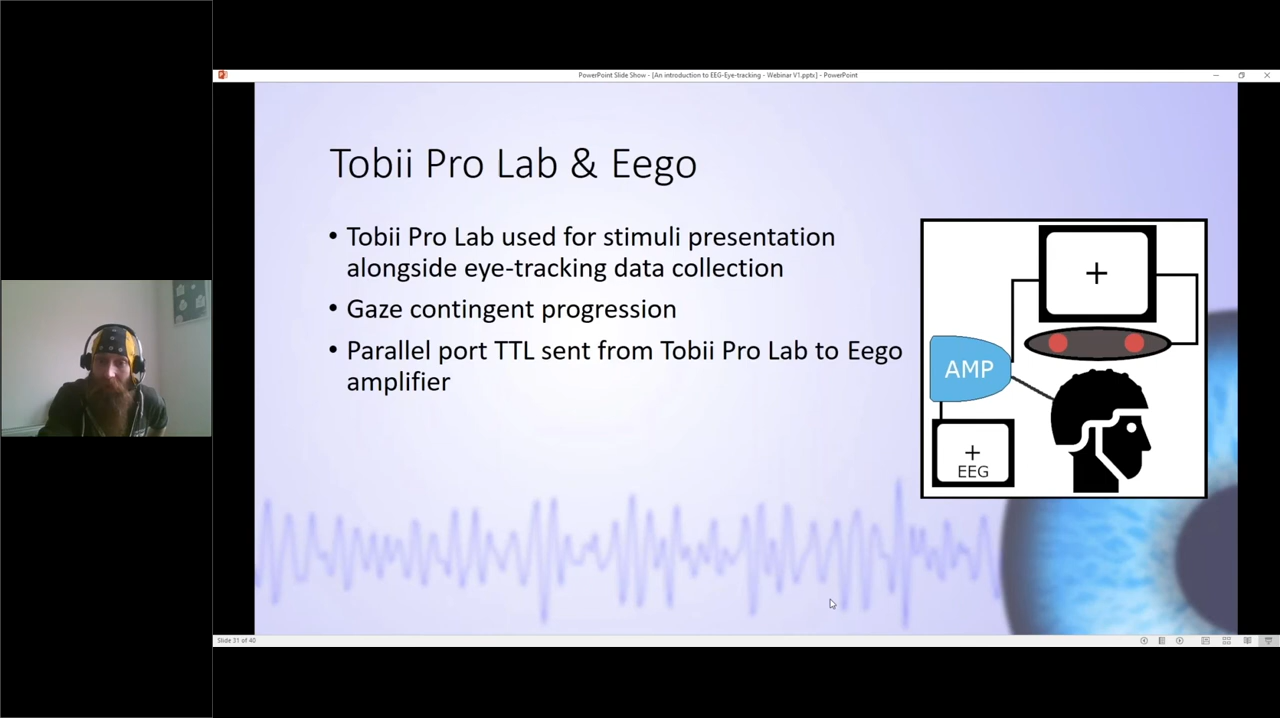 PowerPoint Slide Show - [An introduction to EEG-Eye-tracking - Webinar V1.pptx] - PowerPoint
Tobii Pro Lab & Eego
• Tobii Pro Lab used for stimuli presentation
alongside eye-tracking data collection
• Gaze contingent progression
• Parallel port TTL sent from Tobii Pro Lab to Eego
amplifier
AMP
EEG
Slide 31 of 40